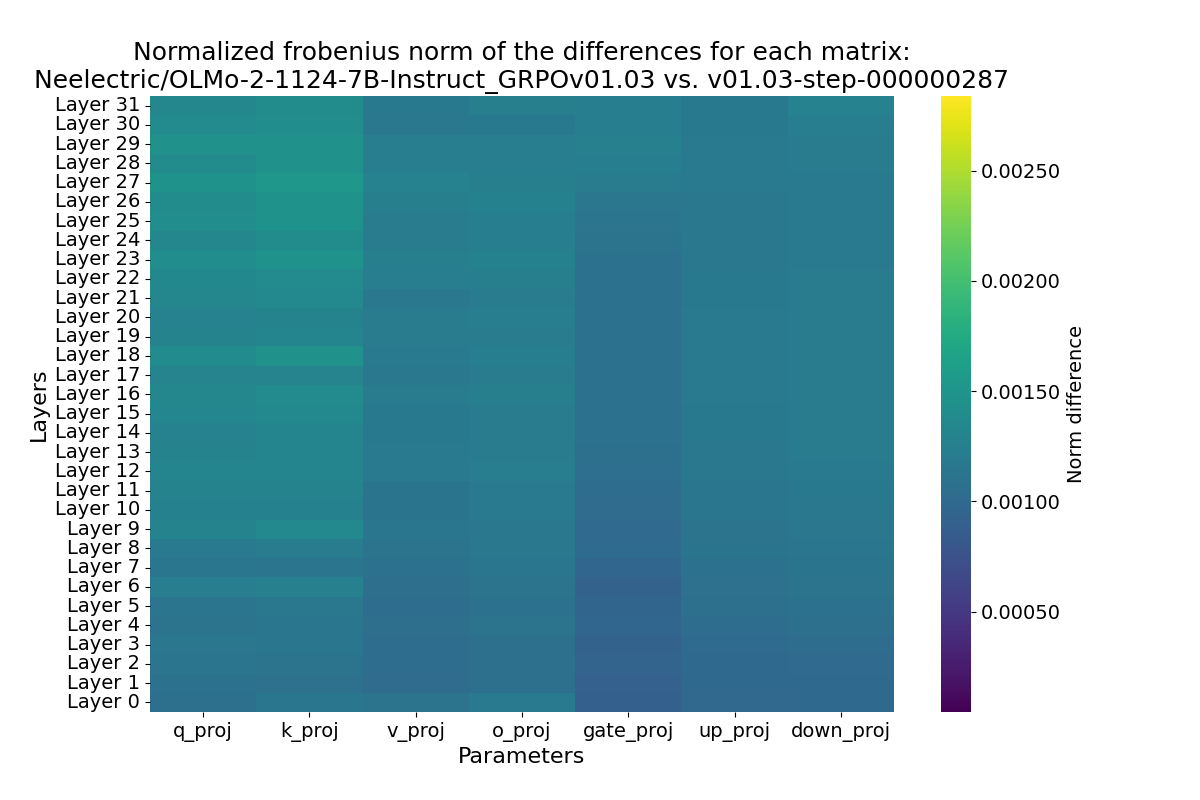 Normalized frobenius norm of the differences for each matrix:
Neelectric/OLMo-2-1124-7B-Instruct_GRPOv01.03 vs. v01.03-step-000000287
Layer 31
Layer 30
Layer 29
Layer 28
Layer 27
Layer 26
Layer 25
Layer 24
Layer 23
Layer 22
Layer 21
Layer 20
Layer 19
Layer 18
Layer 17
Layer 16
Layer 15
Layer 14
Layer 13
Layer 12
Layer 11
Layer 10
Layer 9
Layer 8
Layer 7
Layer 6
Layer 5
Layer 4
Layer 3
Layer 2
Layer 1
Layer 0
Layers
q_proj k_proj v_proj o_proj gate_proj up_proj down_proj
Parameters
0.00250
0.00200
0.00150
0.00100
0.00050
Norm difference